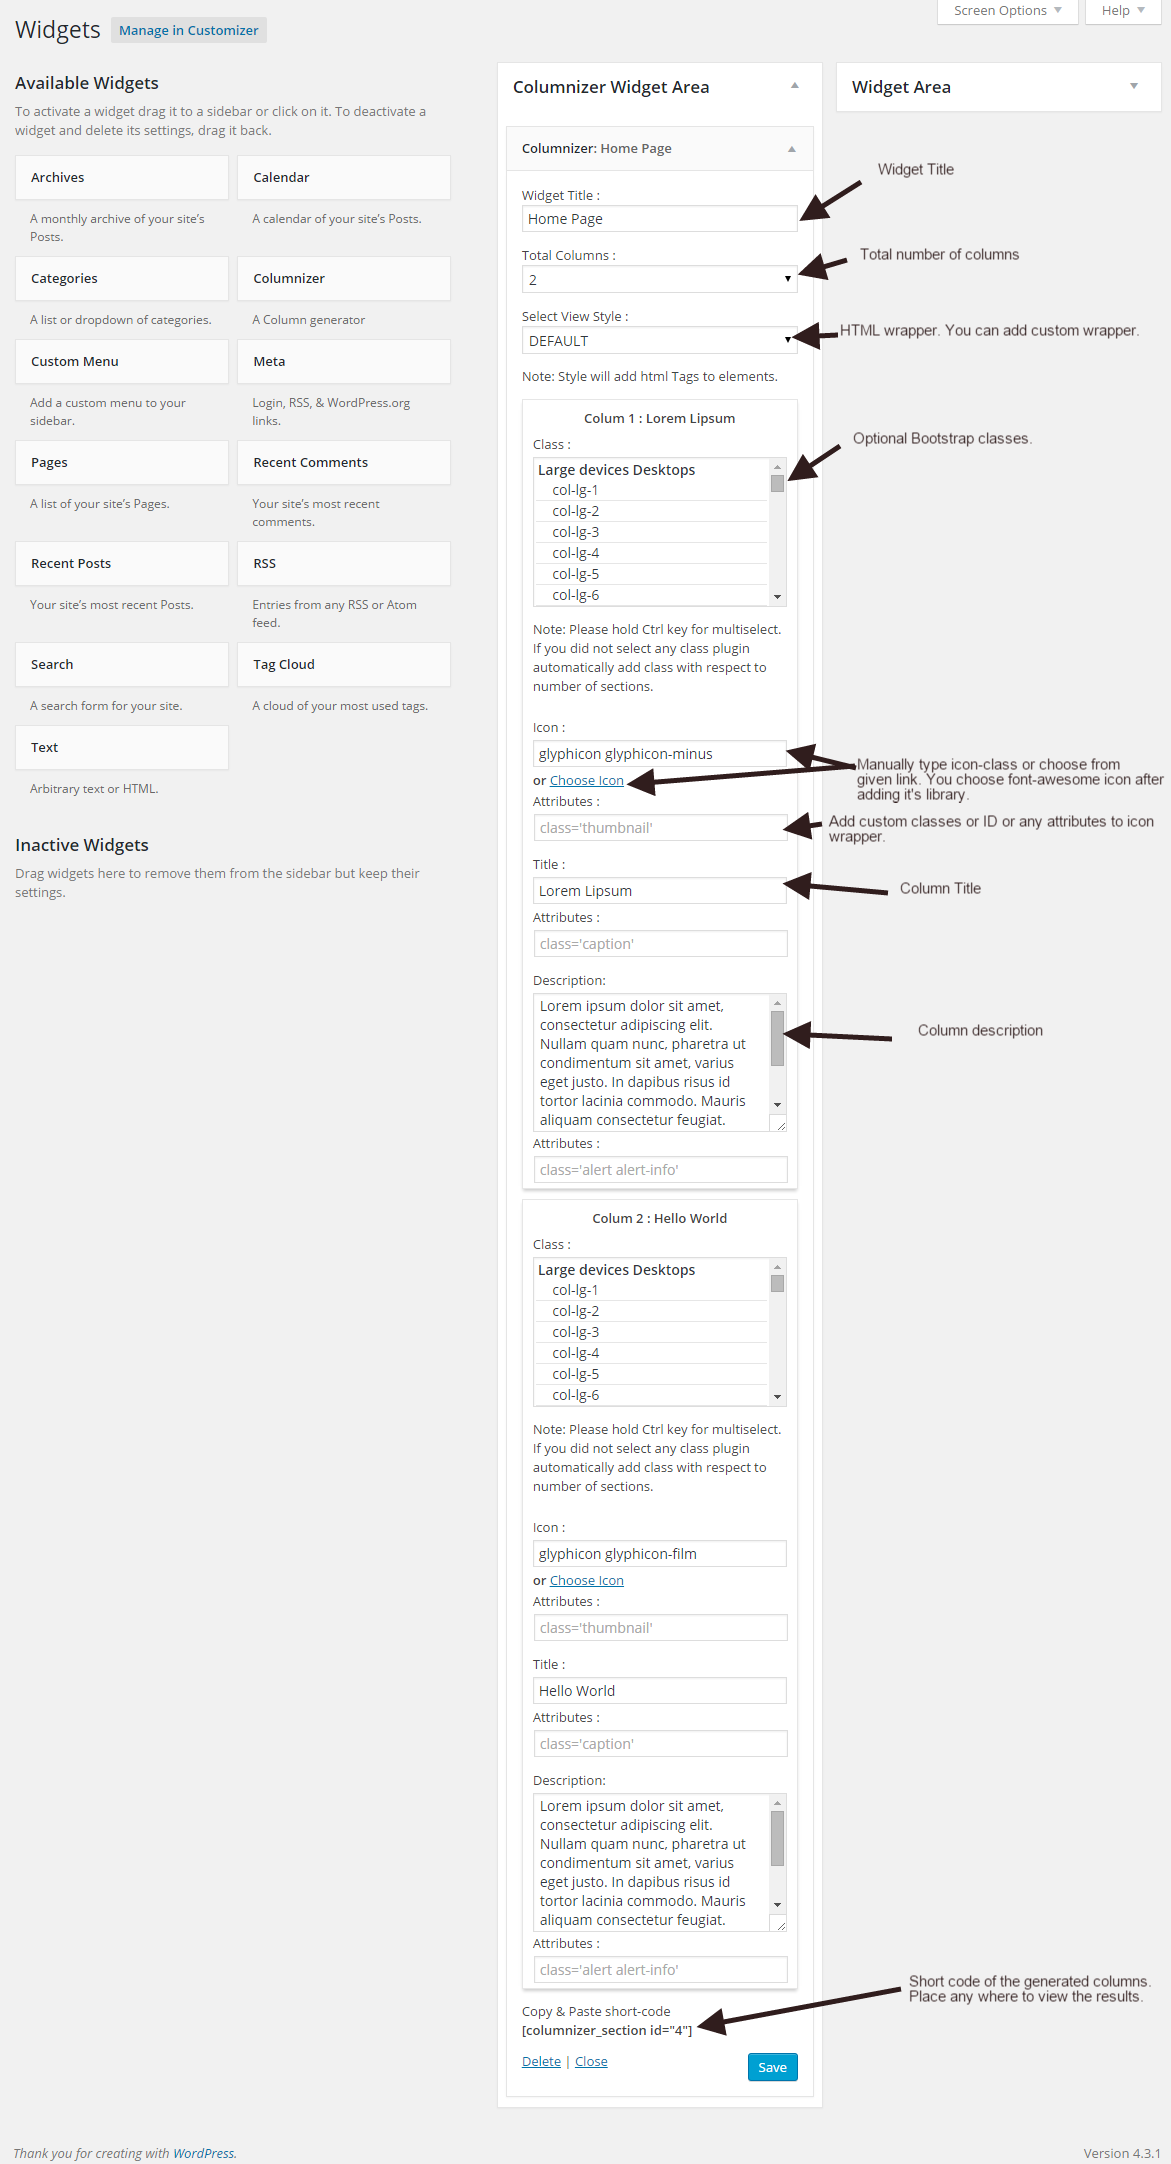 Widgets
Manage in Customizer
Screen Options
Help
Available Widgets
To activate a widget drag it to a sidebar or click on it. To deactivate a
widget and delete its settings, drag it back.
Archives
Calendar
A monthly archive of your site's
Posts.
A calendar of your site's Posts.
Categories
Columnizer
A list or dropdown of categories.
A Column generator
Custom Menu
Meta
Add a custom menu to your
sidebar.
Login, RSS, & WordPress.org
links.
Pages
Recent Comments
A list of your site's Pages.
Your site's most recent
comments.
Recent Posts
RSS
Your site's most recent Posts.
Entries from any RSS or Atom
feed.
Search
Tag Cloud
A search form for your site.
A cloud of your most used tags.
Text
Arbitrary text or HTML.
Inactive Widgets
Drag widgets here to remove them from the sidebar but keep their
settings.
Columnizer Widget Area
Columnizer: Home Page
Widget Title :
Home Page
Total Columns :
2
Select View Style :
DEFAULT
Note: Style will add html Tags to elements.
Colum 1 : Lorem Lipsum
Class :
Large devices Desktops
col-lg-1
col-lg-2
col-lg-3
col-lg-4
col-lg-5
col-lg-6
Note: Please hold Ctrl key for multiselect.
If you did not select any class plugin
automatically add class with respect to
number of sections.
Icon :
glyphicon glyphicon-minus
or Choose Icon
Attributes :
class='thumbnail'
Title :
Lorem Lipsum
Attributes :
class='caption'
Description:
Lorem ipsum dolor sit amet,
consectetur adipiscing elit.
Nullam quam nunc, pharetra ut
condimentum sit amet, varius
eget justo. In dapibus risus id
tortor lacinia commodo. Mauris
aliquam consectetur feugiat.
Attributes :
class='alert alert-info'
Colum 2 : Hello World
Class :
Large devices Desktops
col-lg-1
col-lg-2
col-lg-3
col-lg-4
col-lg-5
col-lg-6
Note: Please hold Ctrl key for multiselect.
If you did not select any class plugin
automatically add class with respect to
number of sections.
Icon :
glyphicon glyphicon-film
or Choose Icon
Attributes :
class='thumbnail'
Title :
Hello World
Attributes :
class='caption'
Description:
Lorem ipsum dolor sit amet,
consectetur adipiscing elit.
Nullam quam nunc, pharetra ut
condimentum sit amet, varius
eget justo. In dapibus risus id
tortor lacinia commodo. Mauris
aliquam consectetur feugiat.
Attributes :
class='alert alert-info'
Copy & Paste short-code
[columnizer_section id="4"]
Delete | Close
Save
Widget Area
Widget Title
Total number of columns
HTML wrapper. You can add custom wrapper.
Optional Bootstrap classes.
Manually type icon-class or choose from
given link. You choose font-awesome icon after
adding it's library.
Add custom classes or ID or any attributes to icon
wrapper.
Column Title
Column description
Short code of the generated columns.
Place any where to view the results.
Thank you for creating with WordPress.
Version 4.3.1